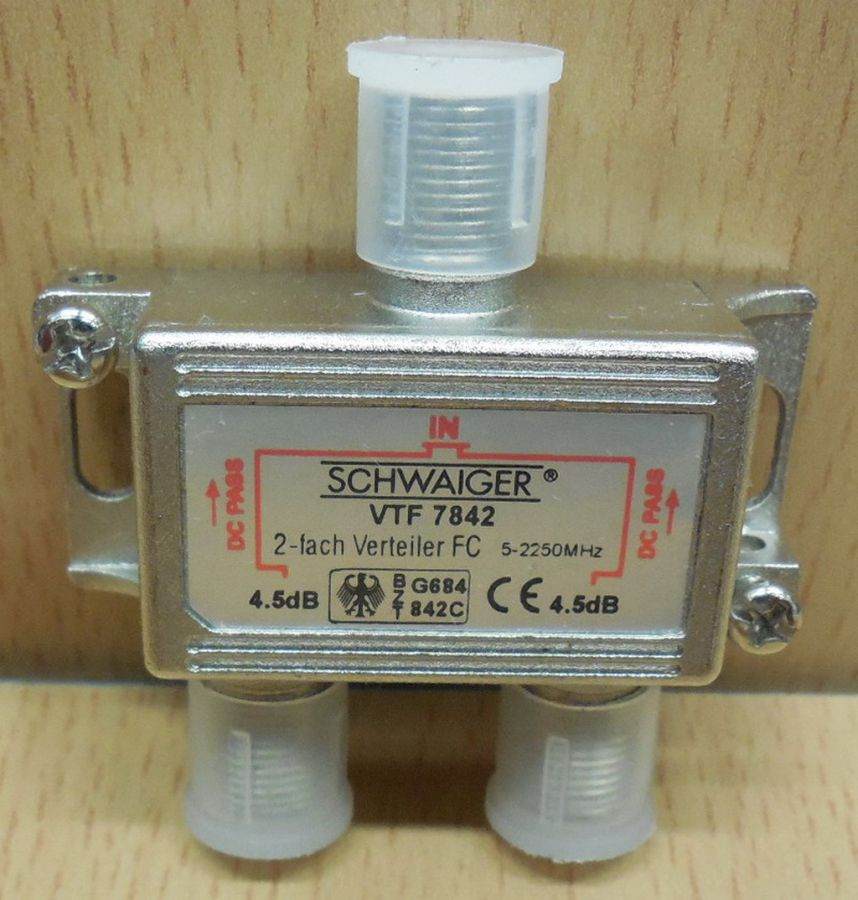 IN
SCHWAIGER®
VTF 7842
2-fach Verteiler FC 5-2250MHz
DC PASS
DC PASS
4.5dB
BZT G684
842C
CE
4.5dB